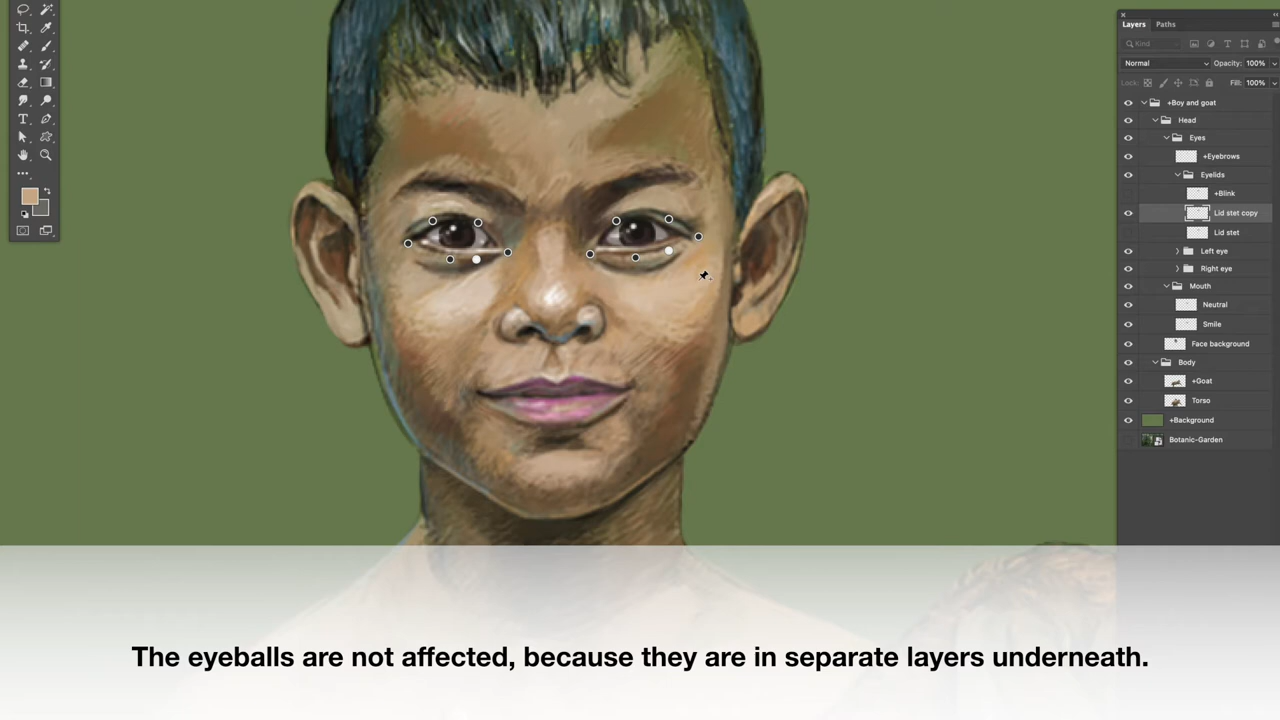 Layers Paths
Kind
Normal Opacity: 100%
Lock: Fill: 100%
+Boy and goat
Head
Eyes
+Eyebrows
Eyelids
+Blink
Lid stet copy
Lid stet
Left eye
Right eye
Mouth
Neutral
Smile
Face background
Body
+Goat
Torso
+Background
Botanic-Garden
The eyeballs are not affected, because they are in separate layers underneath.